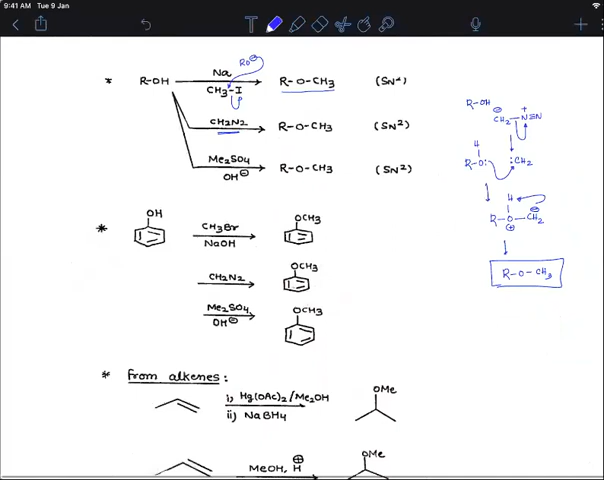 9:41 AM Tue 9 Jan
* R-OH Na R-O-CH3 (SN2)
RO⊖
CH3-I
CH2N2 R-O-CH3 (SN2)
Me2SO4 R-O-CH3 (SN2)
OH⊖
R-OH
⊖ +
CH2-N≡N
H
R-O: :CH2
H ⊖
R-O-CH2
⊕
R-O-CH3
* OH CH3Br OCH3
NaOH
CH2N2 OCH3
Me2SO4 OCH3
OH⊖
* From alkenes:
i) Hg(OAc)2/Me2OH OMe
ii) NaBH4
MeOH, H⊕ OMe